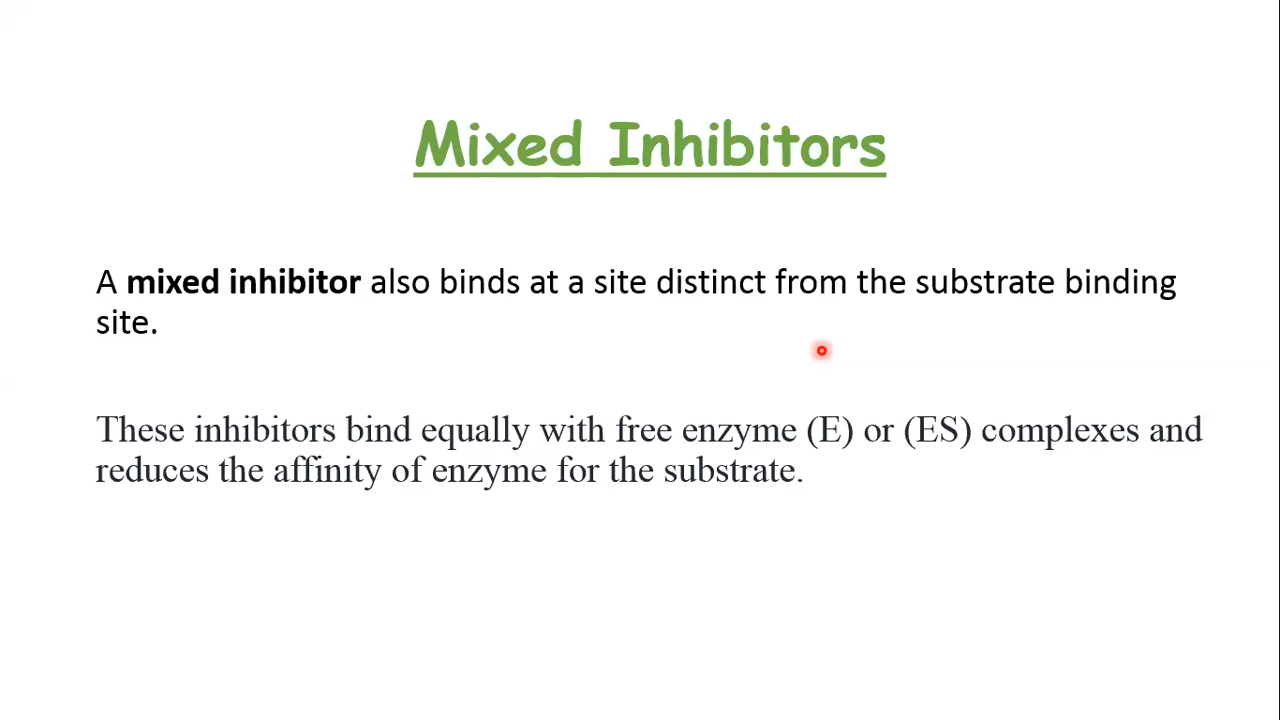 Mixed Inhibitors
A mixed inhibitor also binds at a site distinct from the substrate binding
site.
These inhibitors bind equally with free enzyme (E) or (ES) complexes and
reduces the affinity of enzyme for the substrate.